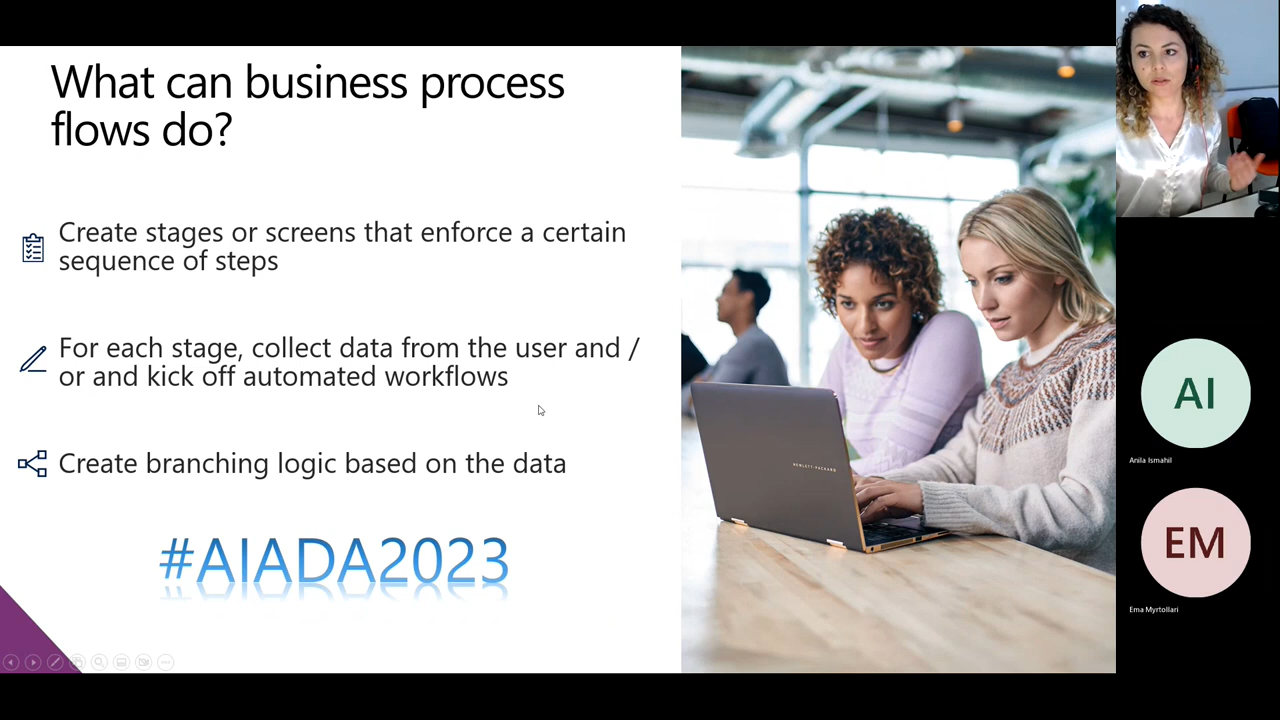 What can business process
flows do?
Create stages or screens that enforce a certain
sequence of steps
For each stage, collect data from the user and /
or and kick off automated workflows
Create branching logic based on the data
#AIADA2023
HEWLETT-PACKARD
AI
Anila Ismahil
EM
Ema Myrtollari